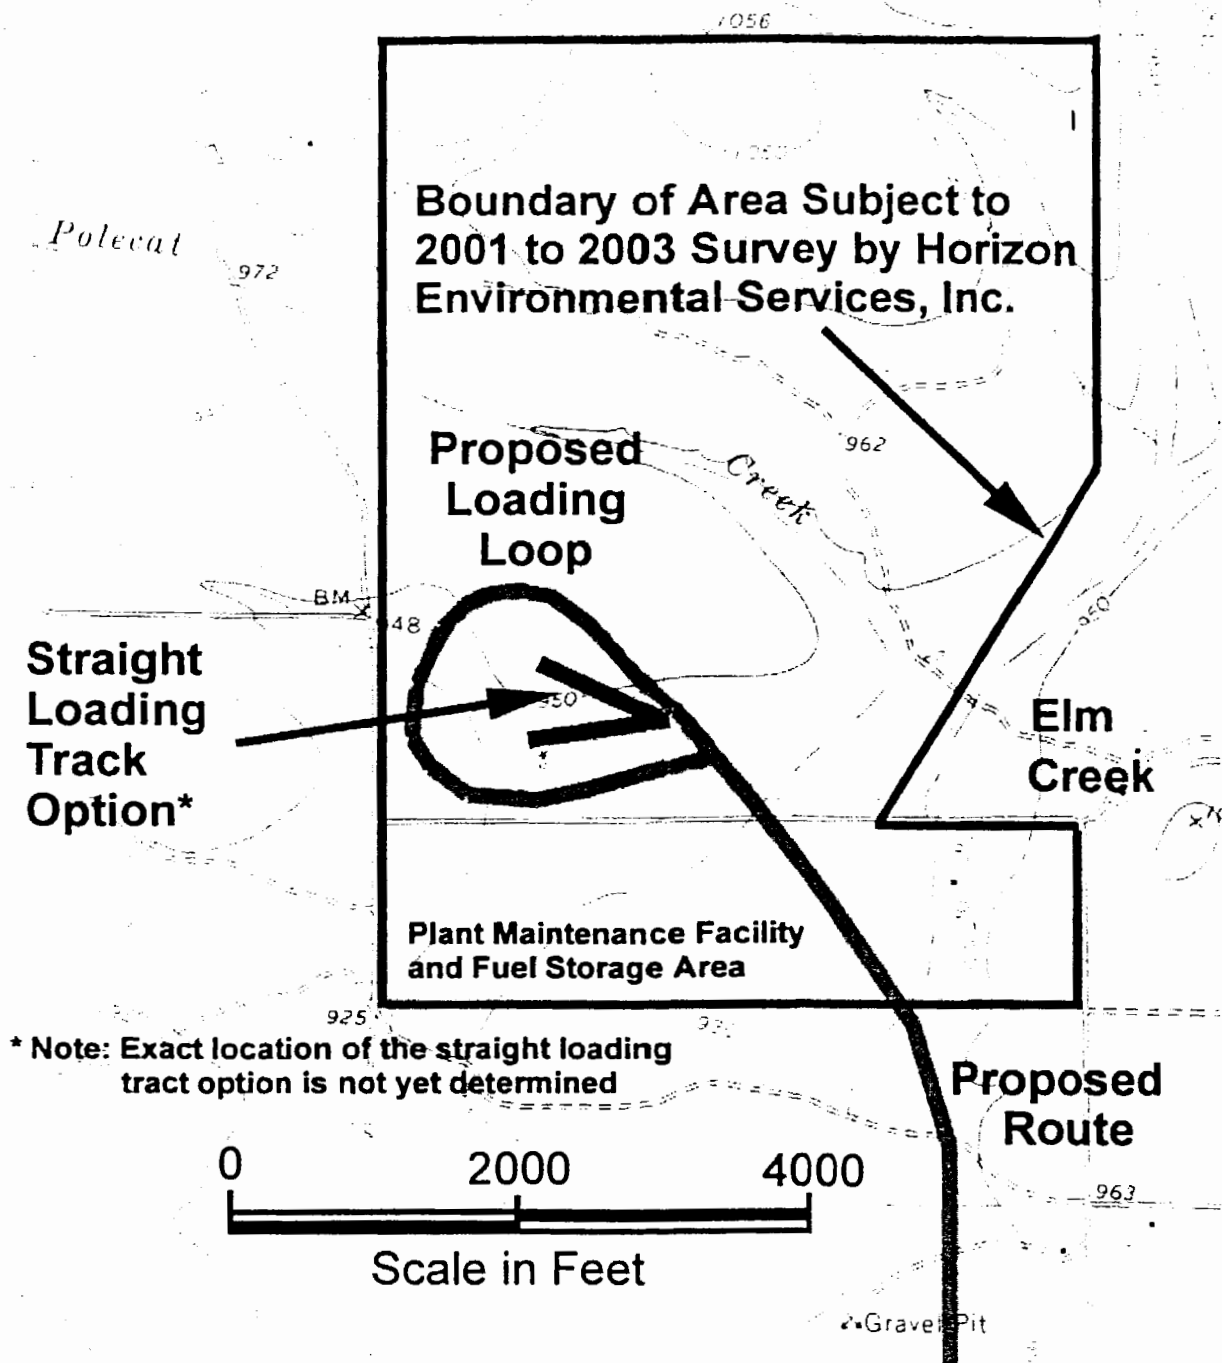 1056
Boundary of Area Subject to
2001 to 2003 Survey by Horizon
Environmental Services, Inc.
Polecat
972
962
Proposed
Loading
Loop
Creek
BM
48
950
Straight
Loading
Track
Option*
950
Elm
Creek
Plant Maintenance Facility
and Fuel Storage Area
925
* Note: Exact location of the straight loading
tract option is not yet determined
Proposed
Route
0 2000 4000
963
Scale in Feet
Gravel Pit